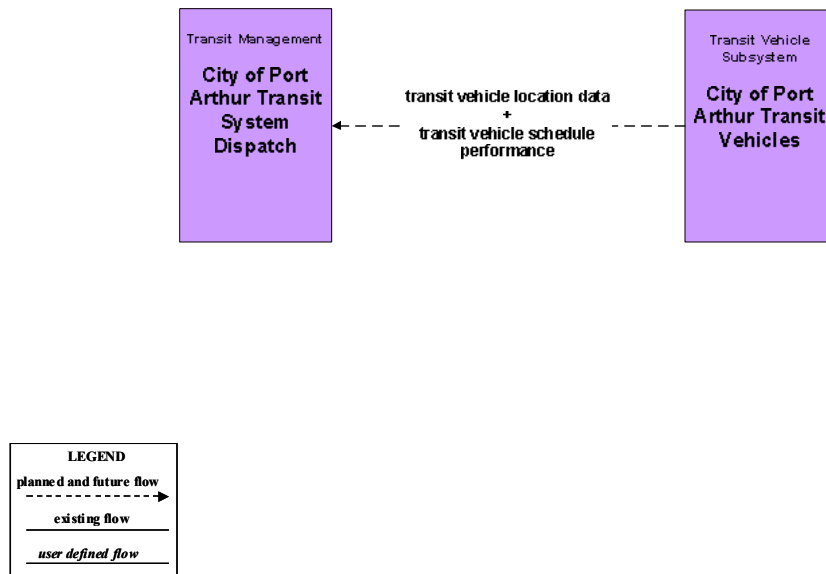 Transit Management
City of Port
Arthur Transit
System
Dispatch
transit vehicle location data
+
transit vehicle schedule
performance
Transit Vehicle
Subsystem
City of Port
Arthur Transit
Vehicles
LEGEND
planned and future flow
existing flow
user defined flow